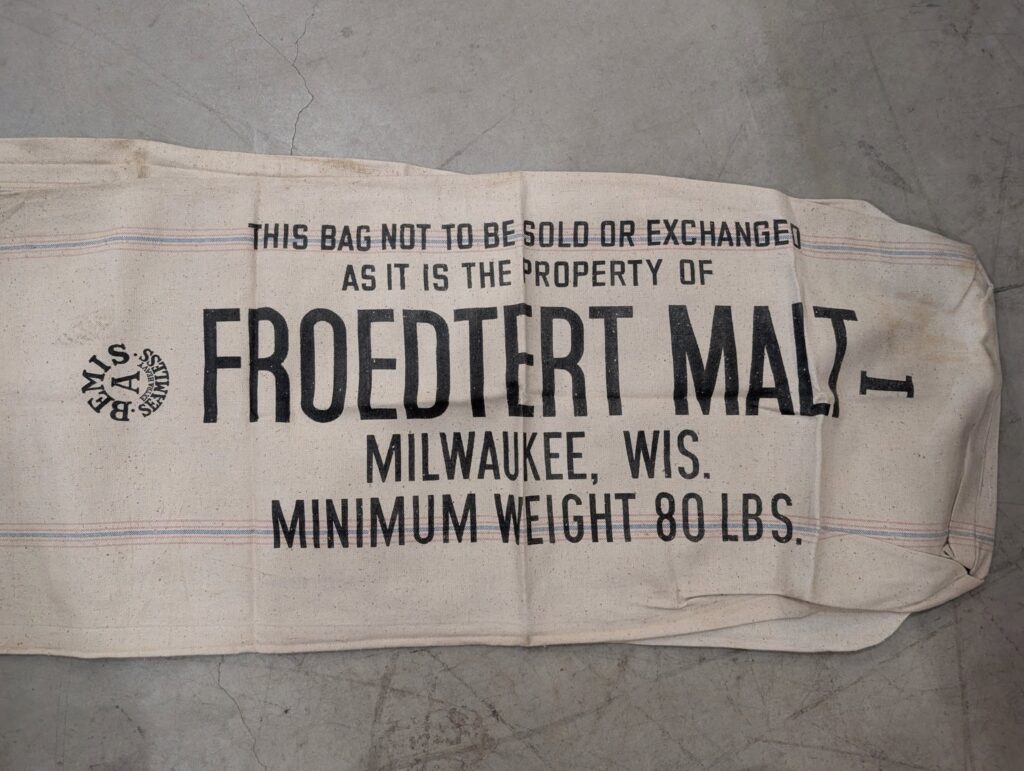 THIS BAG NOT TO BE SOLD OR EXCHANGED
AS IT IS THE PROPERTY OF
FROEDTERT MALT
I
MILWAUKEE, WIS.
MINIMUM WEIGHT 80 LBS.
BEMIS
A
SEAMLESS